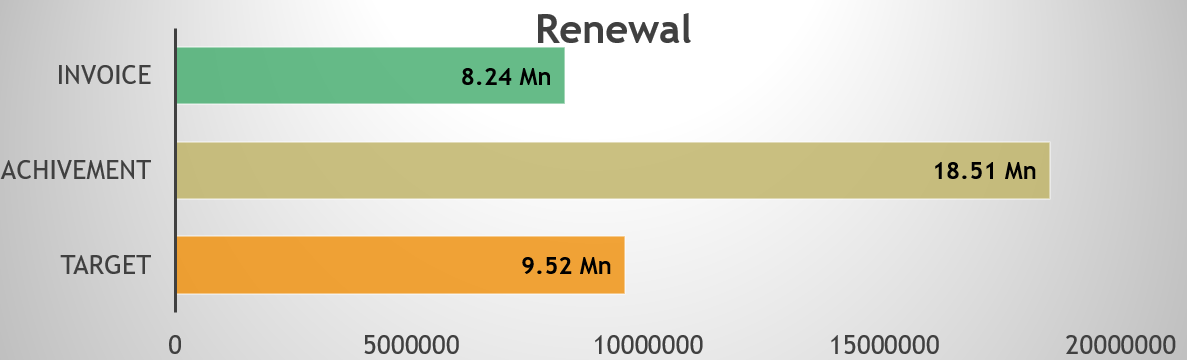 Renewal
INVOICE 8.24 Mn
ACHIVEMENT 18.51 Mn
TARGET 9.52 Mn
0 5000000 10000000 15000000 20000000